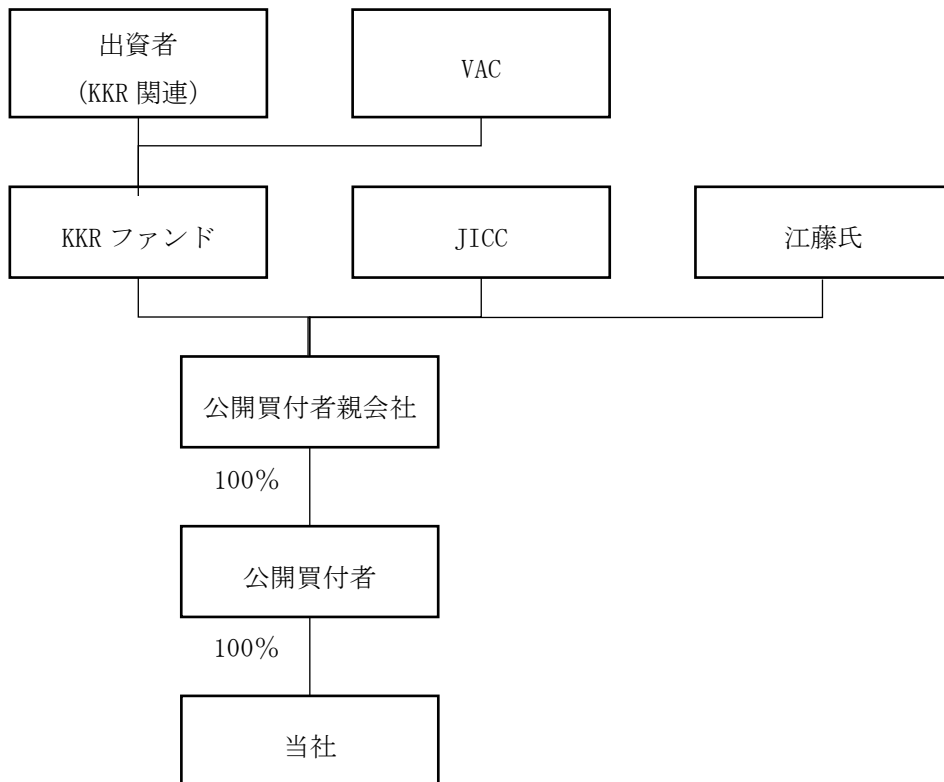 出資者
(KKR 関連)
VAC
KKR ファンド
JICC
江藤氏
公開買付者親会社
100%
公開買付者
100%
当社